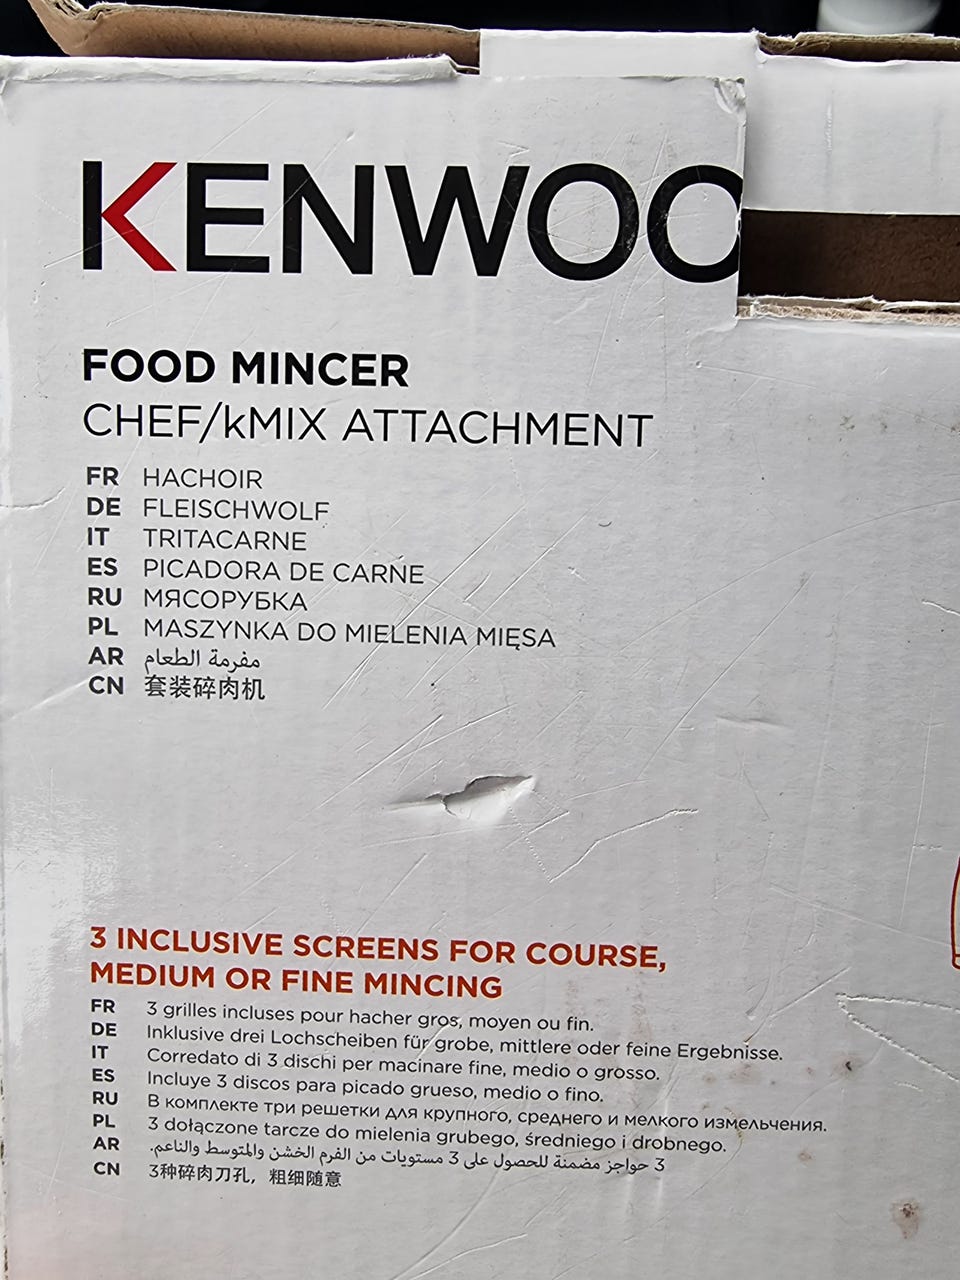 KENWOO
FOOD MINCER
CHEF/kMIX ATTACHMENT
FR HACHOIR
DE FLEISCHWOLF
IT TRITACARNE
ES PICADORA DE CARNE
RU МЯСОРУБКА
PL MASZYNKA DO MIELENIA MIĘSA
AR مفرمة الطعام
CN 套装碎肉机
3 INCLUSIVE SCREENS FOR COURSE,
MEDIUM OR FINE MINCING
FR 3 grilles incluses pour hacher gros, moyen ou fin.
DE Inklusive drei Lochscheiben für grobe, mittlere oder feine Ergebnisse.
IT Corredato di 3 dischi per macinare fine, medio o grosso.
ES Incluye 3 discos para picado grueso, medio o fino.
RU В комплекте три решетки для крупного, среднего и мелкого измельчения.
PL 3 dołączone tarcze do mielenia grubego, średniego i drobnego.
AR 3 حواجز مضمنة للحصول على 3 مستويات من الفرم الخشن والمتوسط والناعم.
CN 3种碎肉刀孔，粗细随意